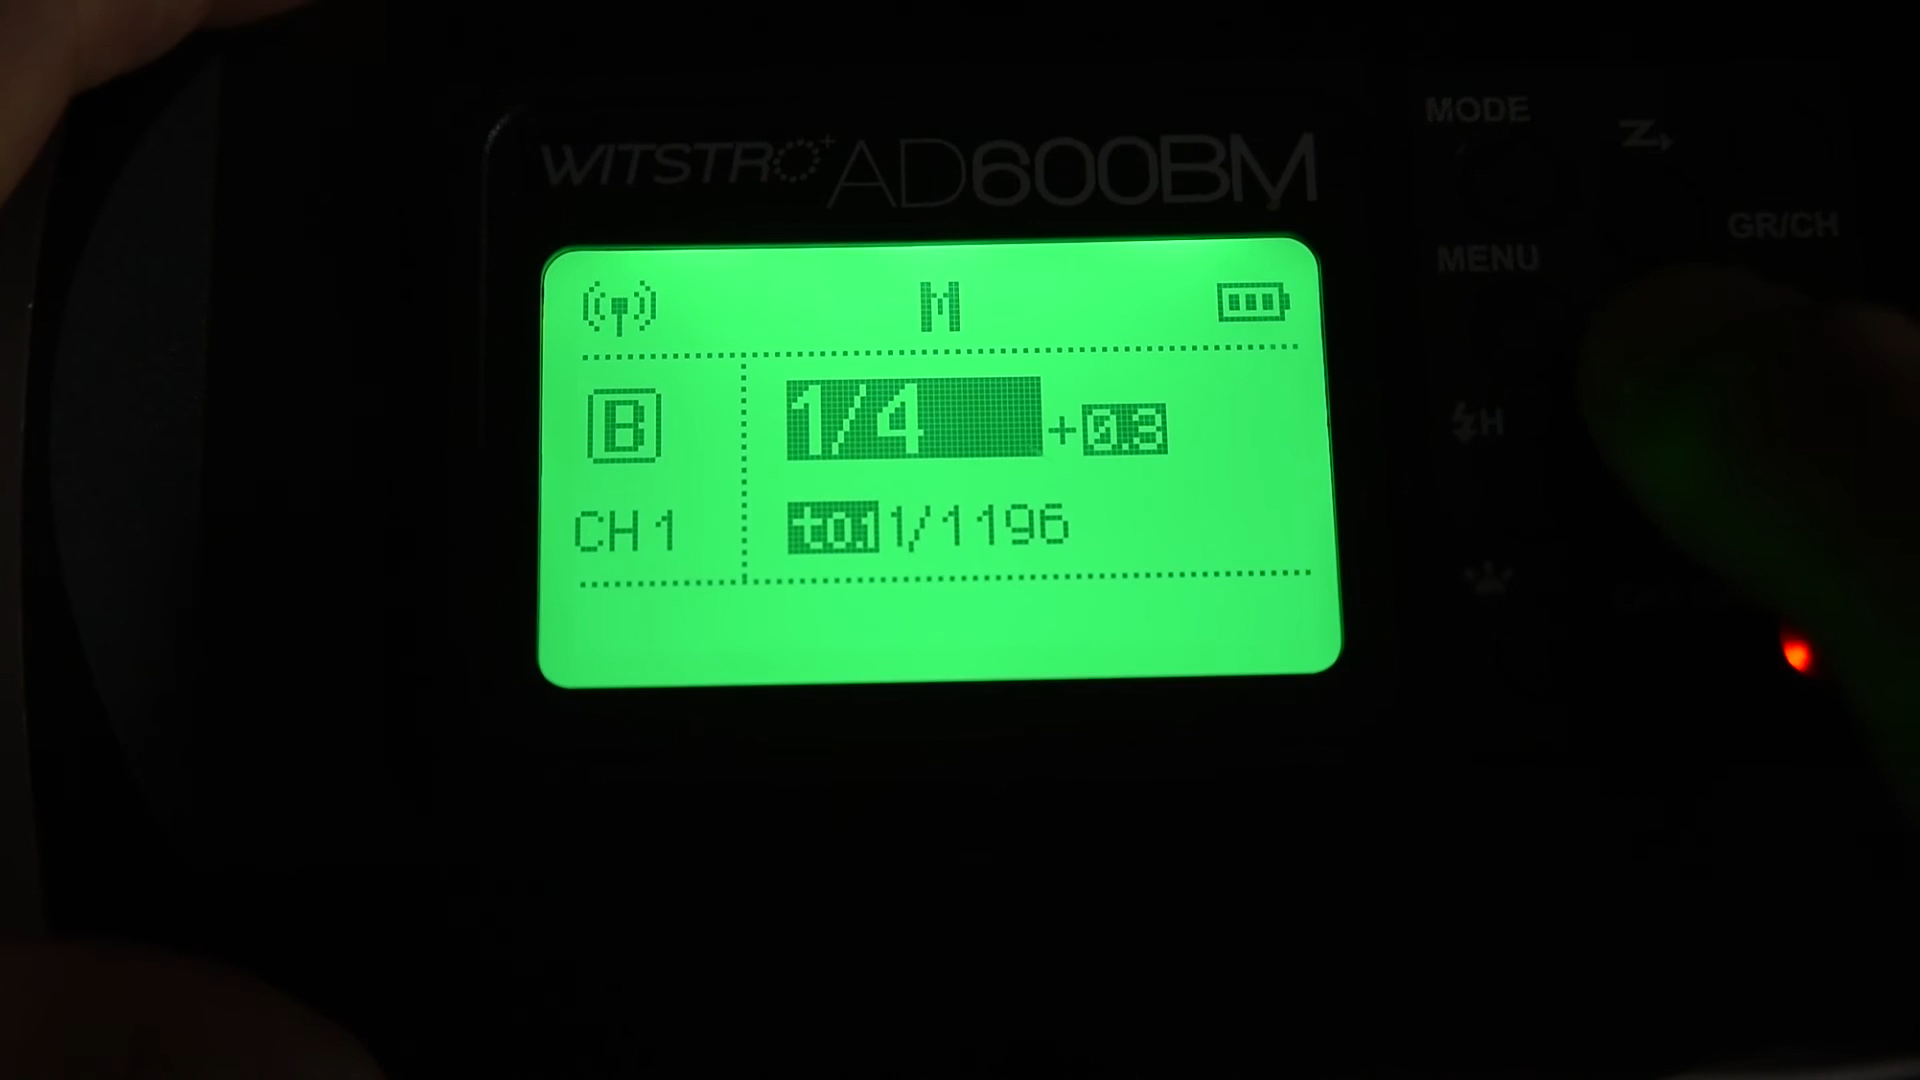 WITSTRO+ AD600BM
MODE
GR/CH
MENU
M
B
1/4 +0.3
H
CH 1
t0.1 1/1196